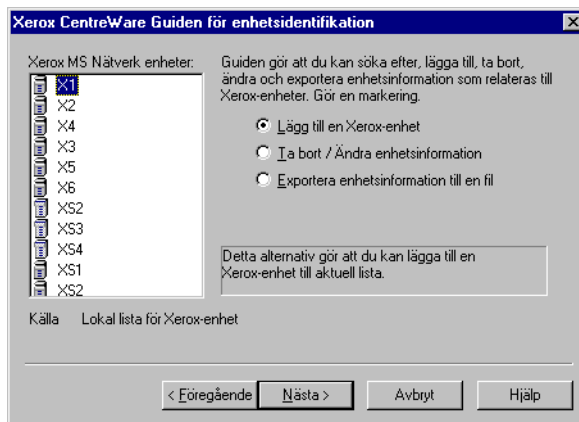 Xerox CentreWare Guiden för enhetsidentifikation
Xerox MS Nätverk enheter:
X1
X2
X4
X3
X5
X6
XS2
XS3
XS4
XS1
XS2
Källa Lokal lista för Xerox-enhet
Guiden gör att du kan söka efter, lägga till, ta bort,
ändra och exportera enhetsinformation som relateras till
Xerox-enheter. Gör en markering.
Lägg till en Xerox-enhet
Ta bort / Ändra enhetsinformation
Exportera enhetsinformation till en fil
Detta alternativ gör att du kan lägga till en
Xerox-enhet till aktuell lista.
< Föregående Nästa > Avbryt Hjälp